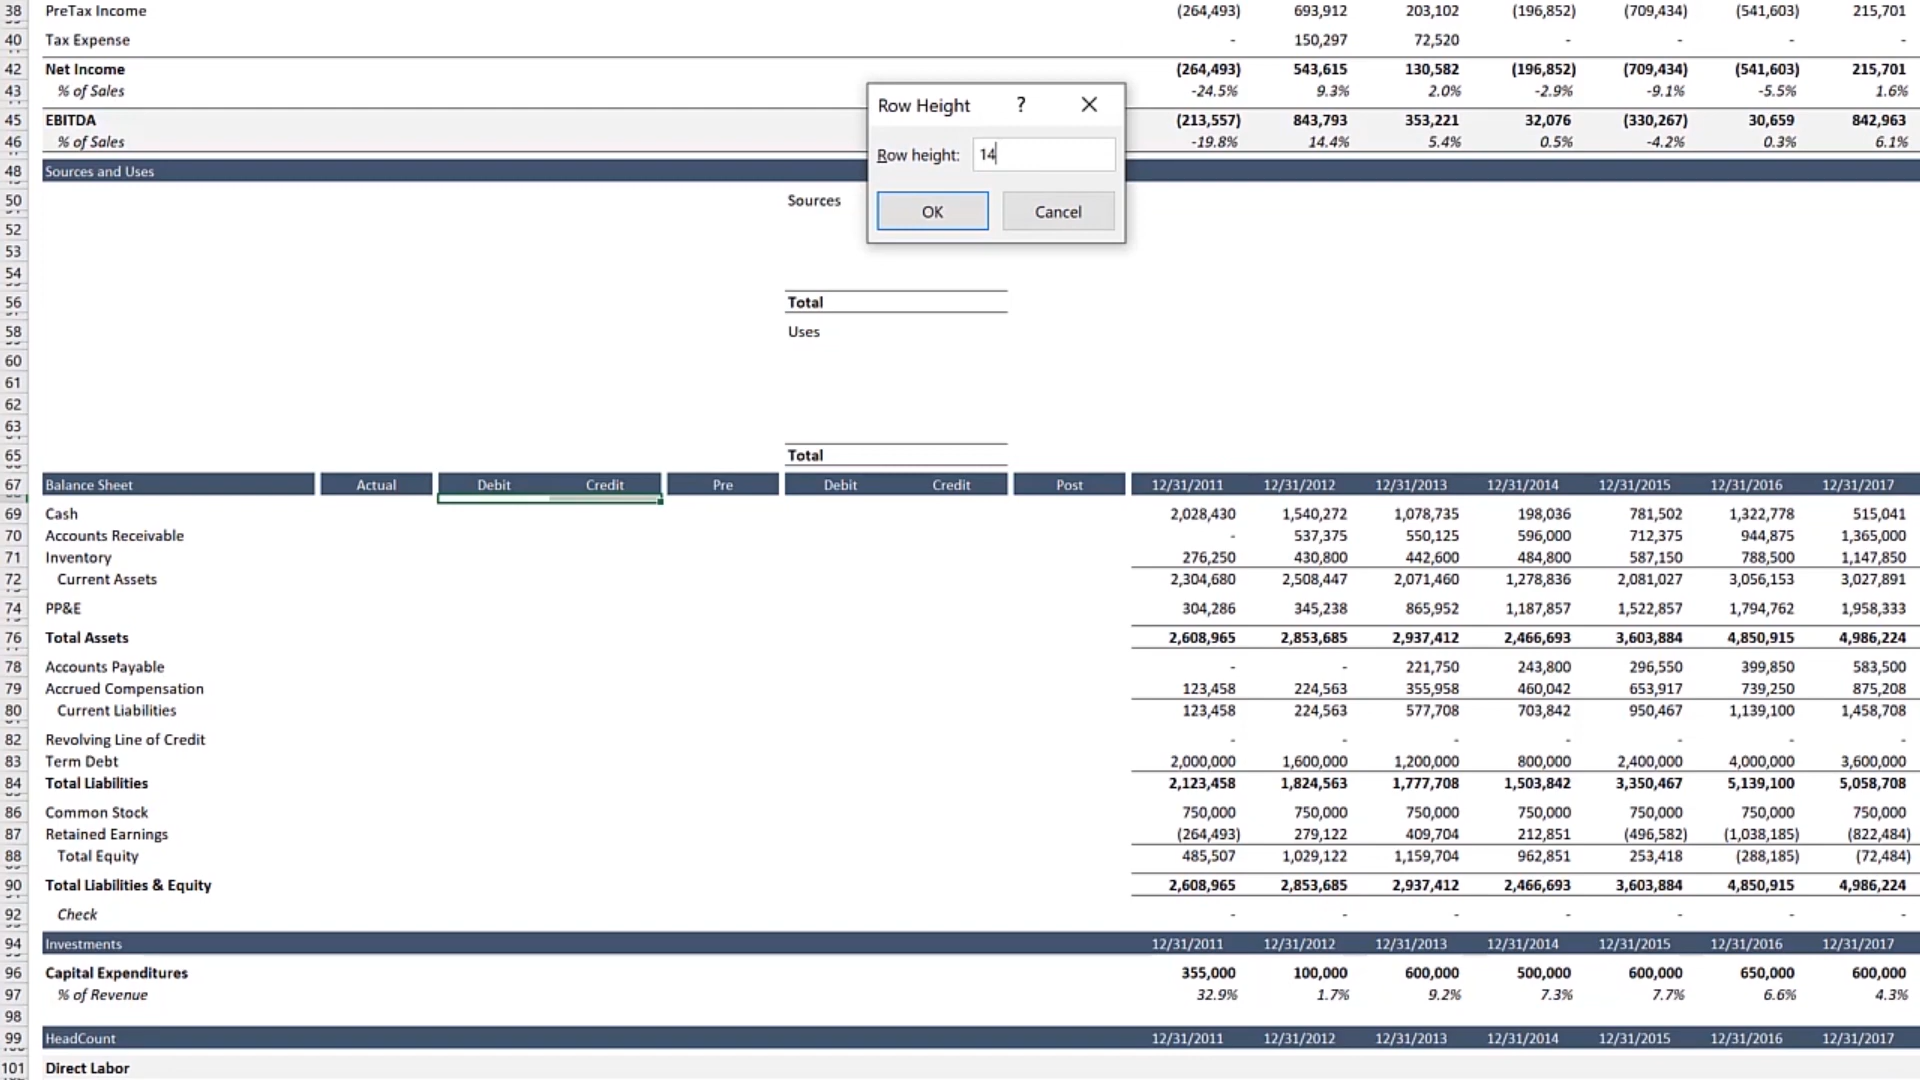 38 PreTax Income (264,493) 693,912 203,102 (196,852) (709,434) (541,603) 215,701
40 Tax Expense - 150,297 72,520 - - - -
42 Net Income (264,493) 543,615 130,582 (196,852) (709,434) (541,603) 215,701
43 % of Sales -24.5% 9.3% 2.0% -2.9% -9.1% -5.5% 1.6%
Row Height ?
45 EBITDA (213,557) 843,793 353,221 32,076 (330,267) 30,659 842,963
46 % of Sales -19.8% 14.4% 5.4% 0.5% -4.2% 0.3% 6.1%
Row height: 14
48 Sources and Uses
50 Sources
OK Cancel
52
53
54
56 Total
58 Uses
60
61
62
63
65 Total
67 Balance Sheet Actual Debit Credit Pre Debit Credit Post 12/31/2011 12/31/2012 12/31/2013 12/31/2014 12/31/2015 12/31/2016 12/31/2017
69 Cash 2,028,430 1,540,272 1,078,735 198,036 781,502 1,322,778 515,041
70 Accounts Receivable - 537,375 550,125 596,000 712,375 944,875 1,365,000
71 Inventory 276,250 430,800 442,600 484,800 587,150 788,500 1,147,850
72 Current Assets 2,304,680 2,508,447 2,071,460 1,278,836 2,081,027 3,056,153 3,027,891
74 PP&E 304,286 345,238 865,952 1,187,857 1,522,857 1,794,762 1,958,333
76 Total Assets 2,608,965 2,853,685 2,937,412 2,466,693 3,603,884 4,850,915 4,986,224
78 Accounts Payable - - 221,750 243,800 296,550 399,850 583,500
79 Accrued Compensation 123,458 224,563 355,958 460,042 653,917 739,250 875,208
80 Current Liabilities 123,458 224,563 577,708 703,842 950,467 1,139,100 1,458,708
82 Revolving Line of Credit - - - - - - -
83 Term Debt 2,000,000 1,600,000 1,200,000 800,000 2,400,000 4,000,000 3,600,000
84 Total Liabilities 2,123,458 1,824,563 1,777,708 1,503,842 3,350,467 5,139,100 5,058,708
86 Common Stock 750,000 750,000 750,000 750,000 750,000 750,000 750,000
87 Retained Earnings (264,493) 279,122 409,704 212,851 (496,582) (1,038,185) (822,484)
88 Total Equity 485,507 1,029,122 1,159,704 962,851 253,418 (288,185) (72,484)
90 Total Liabilities & Equity 2,608,965 2,853,685 2,937,412 2,466,693 3,603,884 4,850,915 4,986,224
92 Check - - - - - - -
94 Investments 12/31/2011 12/31/2012 12/31/2013 12/31/2014 12/31/2015 12/31/2016 12/31/2017
96 Capital Expenditures 355,000 100,000 600,000 500,000 600,000 650,000 600,000
97 % of Revenue 32.9% 1.7% 9.2% 7.3% 7.7% 6.6% 4.3%
98
99 HeadCount 12/31/2011 12/31/2012 12/31/2013 12/31/2014 12/31/2015 12/31/2016 12/31/2017
101 Direct Labor